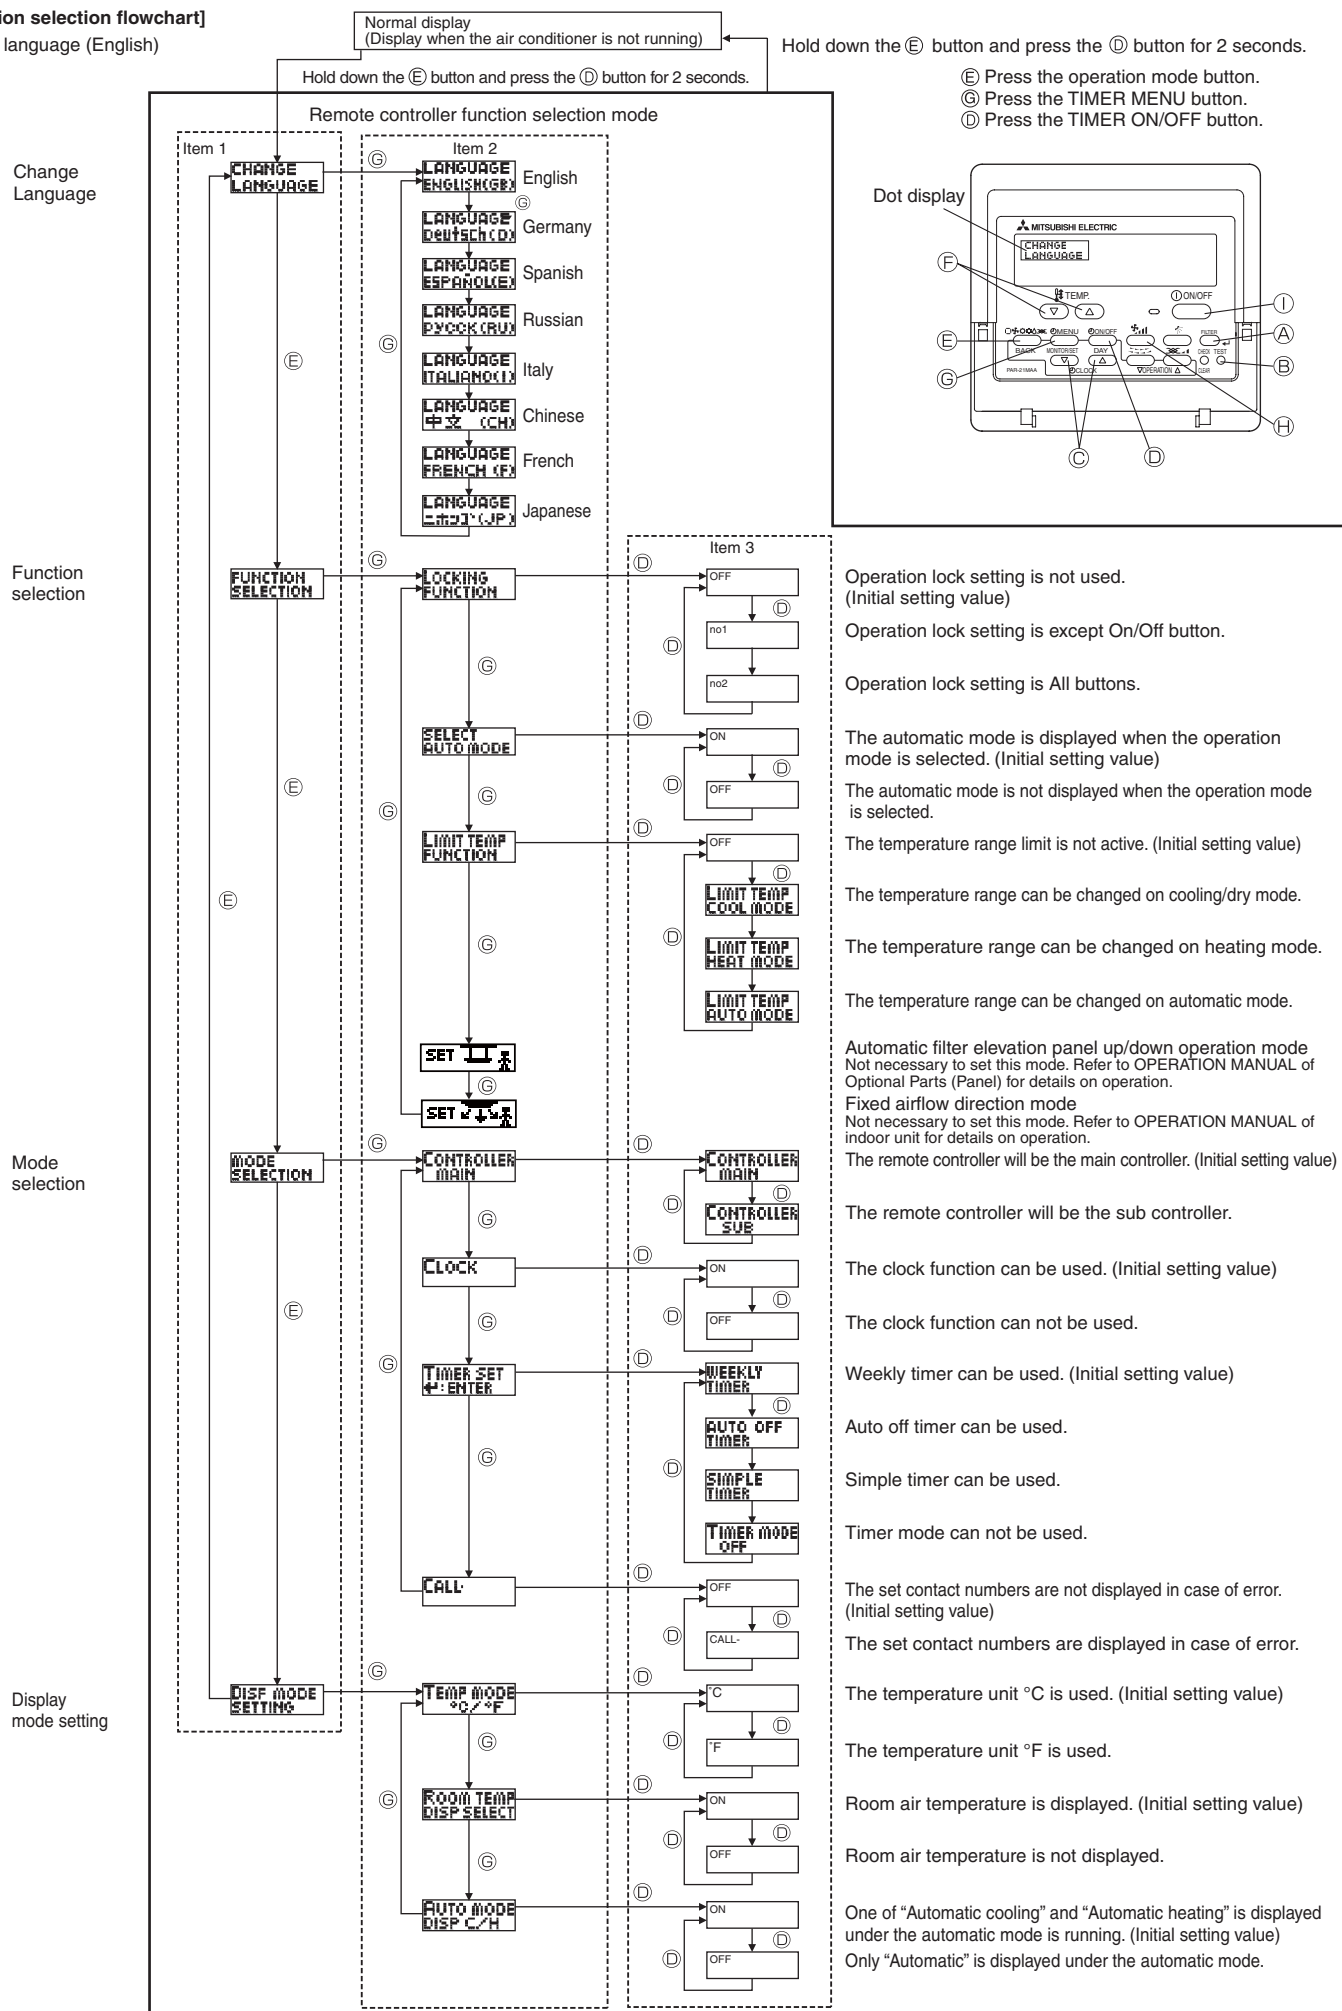 ion selection flowchart]
language (English)
Normal display
(Display when the air conditioner is not running)
Hold down the Ⓔ button and press the Ⓓ button for 2 seconds.
Hold down the Ⓔ button and press the Ⓓ button for 2 seconds.
Ⓔ Press the operation mode button.
Ⓖ Press the TIMER MENU button.
Ⓓ Press the TIMER ON/OFF button.
Remote controller function selection mode
Item 1
Item 2
Change
Language
CHANGE
LANGUAGE
Ⓖ
LANGUAGE
ENGLISH(GB)
English
Ⓖ
LANGUAGE
Deutsch(D)
Germany
LANGUAGE
ESPAÑOL(E)
Spanish
LANGUAGE
РУССК(RU)
Russian
LANGUAGE
ITALIANO(I)
Italy
LANGUAGE
中文 (CH)
Chinese
LANGUAGE
FRENCH (F)
French
LANGUAGE
ニホンゴ(JP)
Japanese
Ⓔ
Dot display
MITSUBISHI ELECTRIC
CHANGE
LANGUAGE
TEMP.
ON/OFF
MENU
ON/OFF
FILTER
BACK
MONITOR/SET
DAY
CHECK TEST
PAR-21MAA
CLOCK
▽OPERATION △
CLEAR
Ⓕ
Ⓔ
Ⓖ
Ⓒ
Ⓓ
Ⓘ
Ⓐ
Ⓑ
Ⓗ
Item 3
Function
selection
FUNCTION
SELECTION
Ⓖ
LOCKING
FUNCTION
Ⓓ
OFF
Operation lock setting is not used.
(Initial setting value)
Ⓓ
no1
Operation lock setting is except On/Off button.
Ⓓ
Ⓖ
no2
Operation lock setting is All buttons.
SELECT
AUTO MODE
Ⓓ
ON
The automatic mode is displayed when the operation
mode is selected. (Initial setting value)
Ⓔ
Ⓖ
Ⓖ
Ⓓ
Ⓓ
OFF
The automatic mode is not displayed when the operation mode
is selected.
LIMIT TEMP
FUNCTION
Ⓓ
OFF
The temperature range limit is not active. (Initial setting value)
Ⓓ
Ⓔ
LIMIT TEMP
COOL MODE
The temperature range can be changed on cooling/dry mode.
Ⓖ
Ⓓ
LIMIT TEMP
HEAT MODE
The temperature range can be changed on heating mode.
LIMIT TEMP
AUTO MODE
The temperature range can be changed on automatic mode.
SET
Automatic filter elevation panel up/down operation mode
Not necessary to set this mode. Refer to OPERATION MANUAL of
Optional Parts (Panel) for details on operation.
Ⓖ
SET
Fixed airflow direction mode
Not necessary to set this mode. Refer to OPERATION MANUAL of
indoor unit for details on operation.
Mode
selection
MODE
SELECTION
Ⓖ
CONTROLLER
MAIN
Ⓓ
CONTROLLER
MAIN
The remote controller will be the main controller. (Initial setting value)
Ⓖ
Ⓓ
Ⓓ
CONTROLLER
SUB
The remote controller will be the sub controller.
CLOCK
Ⓓ
ON
The clock function can be used. (Initial setting value)
Ⓔ
Ⓖ
Ⓓ
Ⓓ
OFF
The clock function can not be used.
Ⓖ
TIMER SET
↵:ENTER
Ⓓ
WEEKLY
TIMER
Weekly timer can be used. (Initial setting value)
Ⓓ
AUTO OFF
TIMER
Auto off timer can be used.
Ⓖ
Ⓓ
SIMPLE
TIMER
Simple timer can be used.
TIMER MODE
OFF
Timer mode can not be used.
CALL-
Ⓓ
OFF
The set contact numbers are not displayed in case of error.
(Initial setting value)
Ⓓ
Ⓓ
CALL-
The set contact numbers are displayed in case of error.
Display
mode setting
DISP MODE
SETTING
Ⓖ
TEMP MODE
°C/°F
Ⓓ
°C
The temperature unit °C is used. (Initial setting value)
Ⓖ
Ⓓ
Ⓓ
°F
The temperature unit °F is used.
Ⓖ
ROOM TEMP
DISP SELECT
Ⓓ
ON
Room air temperature is displayed. (Initial setting value)
Ⓖ
Ⓓ
Ⓓ
OFF
Room air temperature is not displayed.
AUTO MODE
DISP C/H
Ⓓ
ON
One of “Automatic cooling” and “Automatic heating” is displayed
under the automatic mode is running. (Initial setting value)
Ⓓ
Ⓓ
OFF
Only “Automatic” is displayed under the automatic mode.